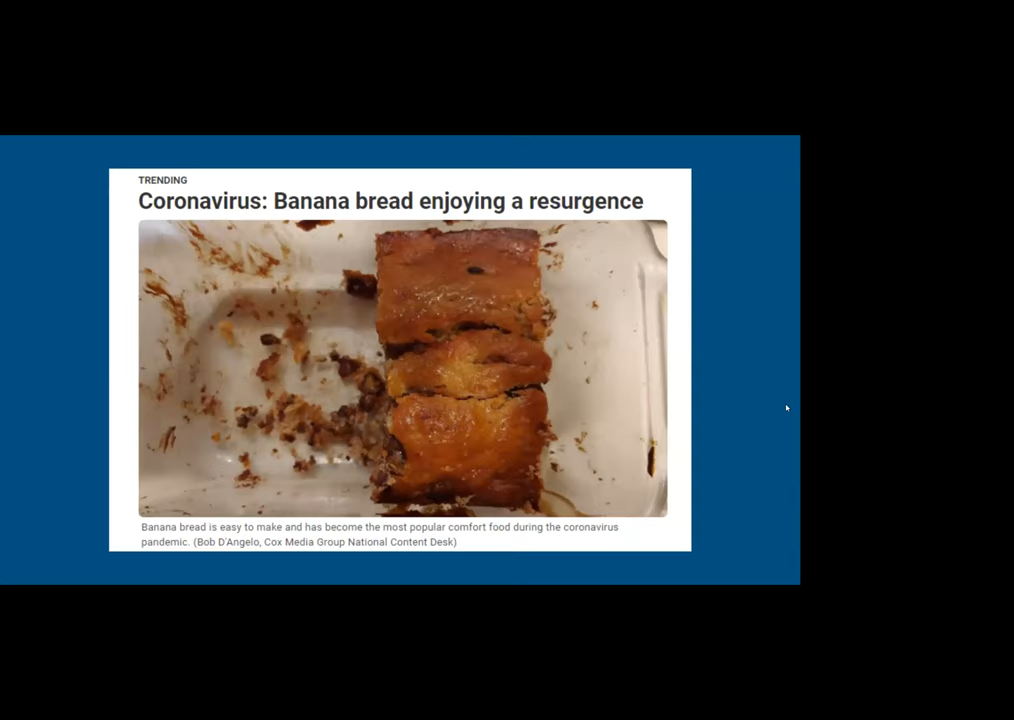 TRENDING
Coronavirus: Banana bread enjoying a resurgence
Banana bread is easy to make and has become the most popular comfort food during the coronavirus
pandemic. (Bob D'Angelo, Cox Media Group National Content Desk)